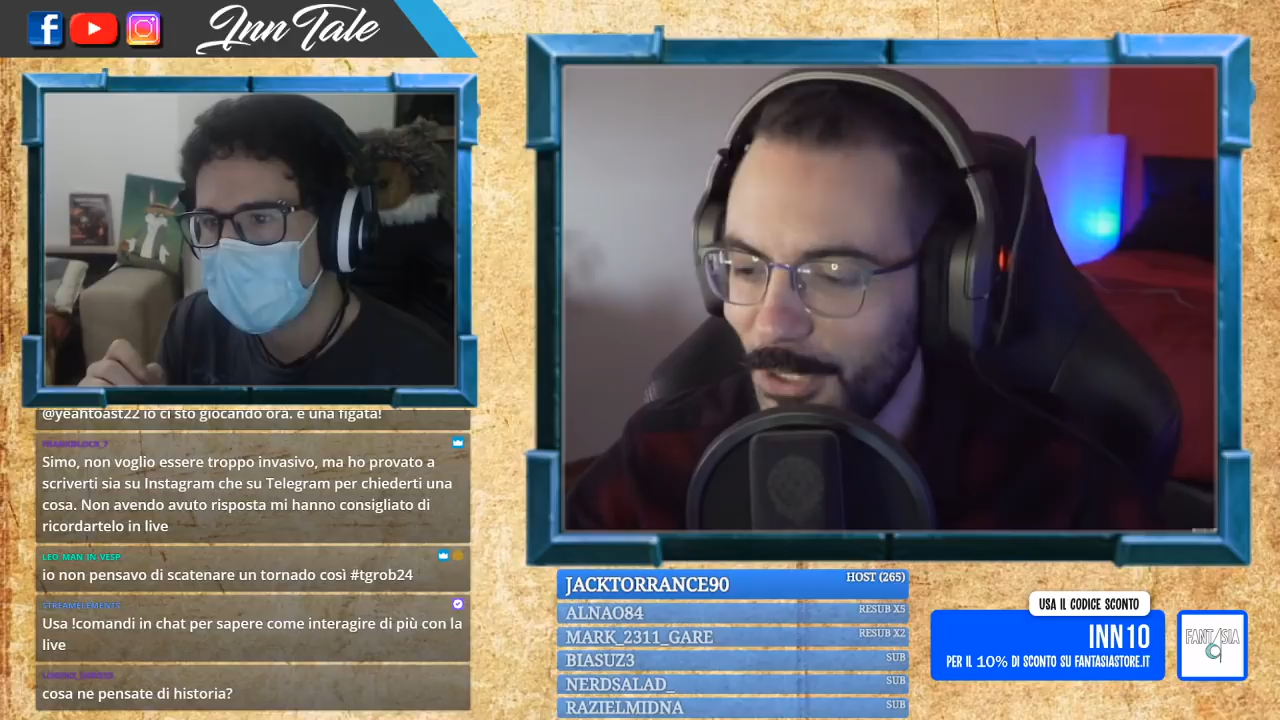 Inn Tale
@yeahtoast22 io ci sto giocando ora. è una figata!
Simo, non voglio essere troppo invasivo, ma ho provato a
scriverti sia su Instagram che su Telegram per chiederti una
cosa. Non avendo avuto risposta mi hanno consigliato di
ricordartelo in live
LEO_MAN_IN_VESP
io non pensavo di scatenare un tornado così #tgrob24
STREAMELEMENTS
Usa !comandi in chat per sapere come interagire di più con la
live
cosa ne pensate di historia?
JACKTORRANCE90 HOST (265)
ALNAO84 RESUB X5
MARK_2311_GARE RESUB X2
BIASUZ3 SUB
NERDSALAD_ SUB
RAZIELMIDNA SUB
USA IL CODICE SCONTO
INN10
PER IL 10% DI SCONTO SU FANTASIASTORE.IT
FANTASIA